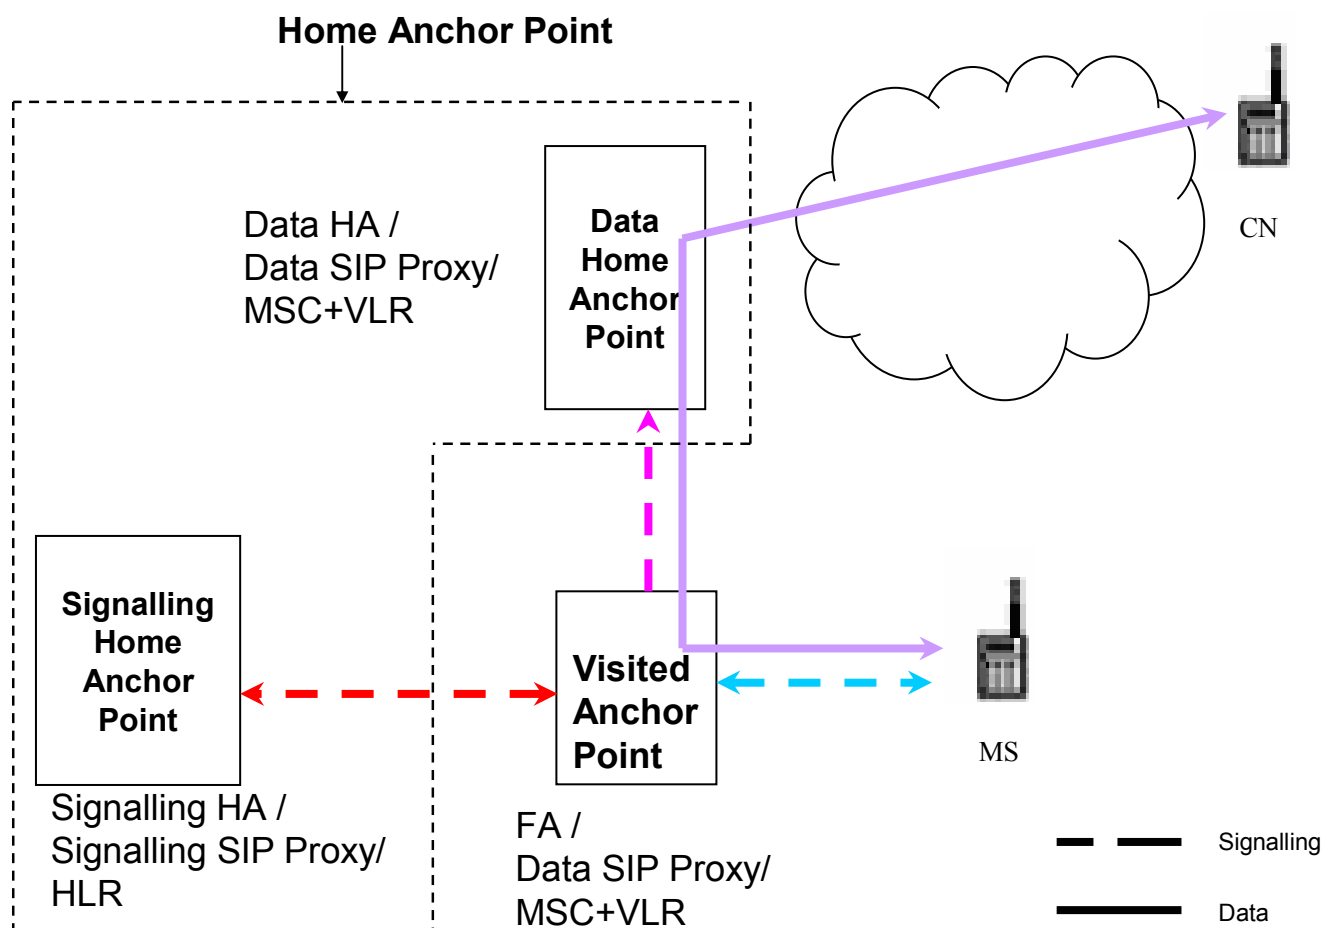 Home Anchor Point
Data HA /
Data SIP Proxy/
MSC+VLR
Data
Home
Anchor
Point
CN
Signalling
Home
Anchor
Point
Signalling HA /
Signalling SIP Proxy/
HLR
Visited
Anchor
Point
FA /
Data SIP Proxy/
MSC+VLR
MS
Signalling
Data